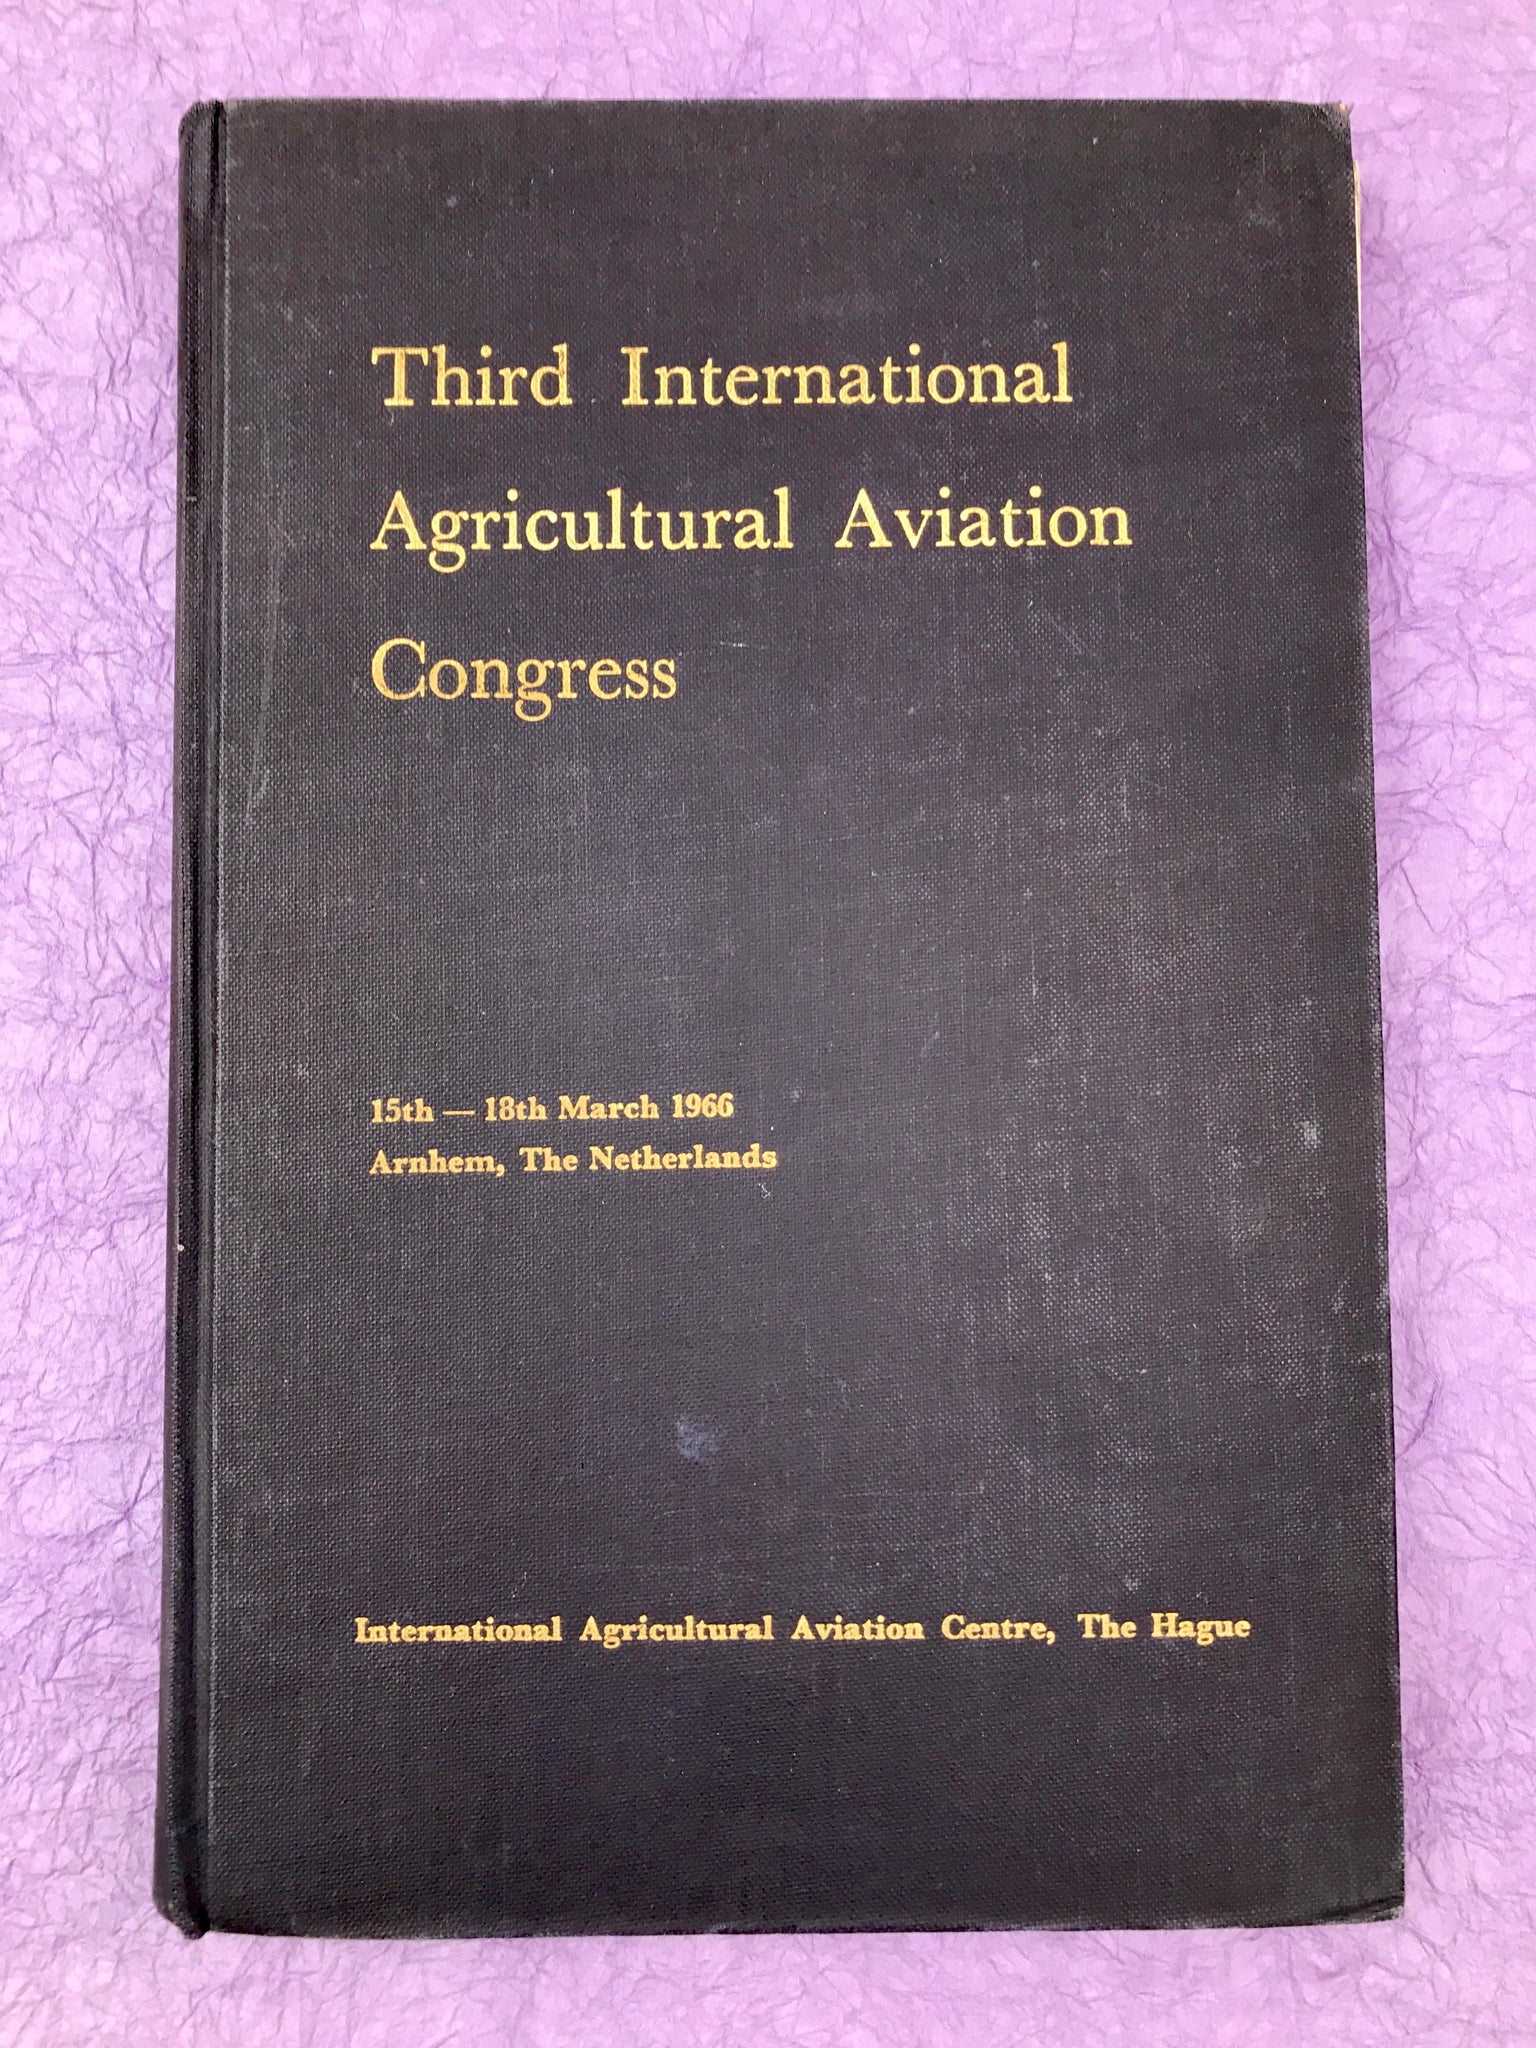 Third International
Agricultural Aviation
Congress
15th — 18th March 1966
Arnhem, The Netherlands
International Agricultural Aviation Centre, The Hague